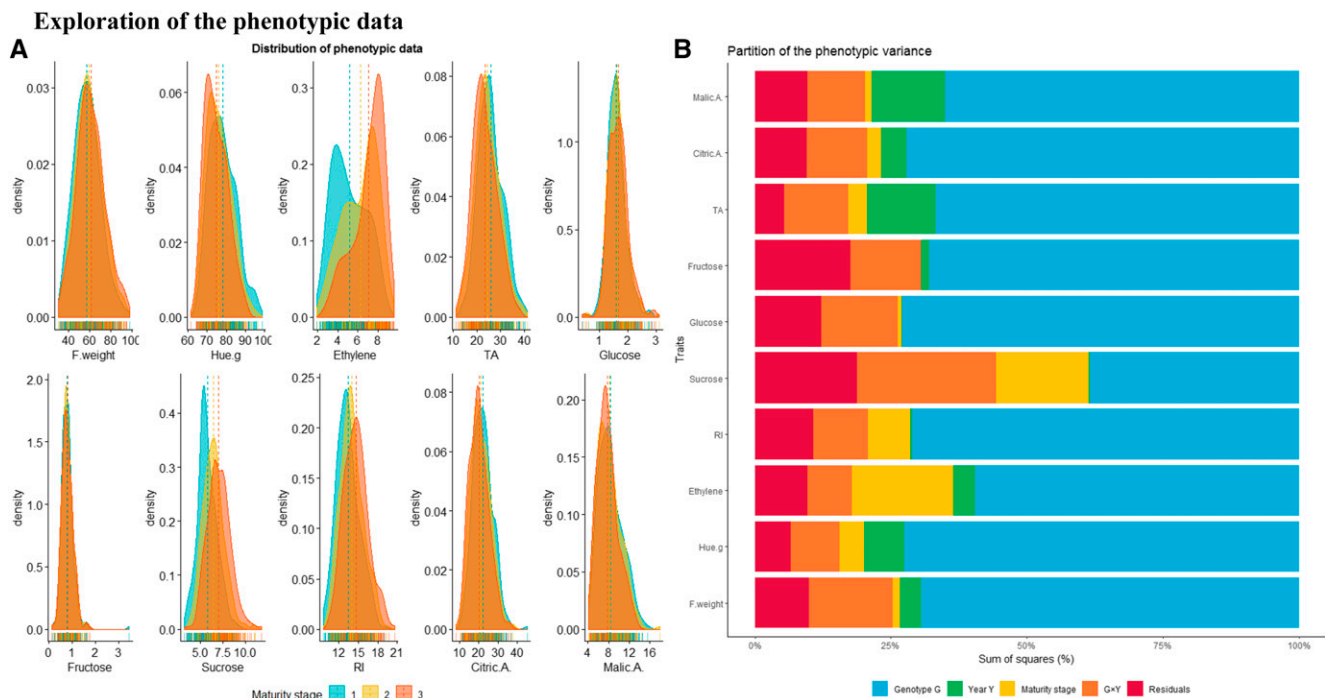 Exploration of the phenotypic data
A
Distribution of phenotypic data
density
0.03
0.02
0.01
0.00
40 60 80 100
F.weight
density
0.06
0.04
0.02
0.00
60 70 80 90 100
Hue.g
density
0.3
0.2
0.1
0.0
2 4 6 8
Ethylene
density
0.08
0.06
0.04
0.02
0.00
10 20 30 40
TA
density
1.0
0.5
0.0
1 2 3
Glucose
density
2.0
1.5
1.0
0.5
0.0
0 1 2 3
Fructose
density
0.4
0.3
0.2
0.1
0.0
5.0 7.5 10.0
Sucrose
density
0.25
0.20
0.15
0.10
0.05
0.00
12 15 18 21
RI
density
0.08
0.06
0.04
0.02
0.00
10 20 30 40
Citric.A.
density
0.20
0.15
0.10
0.05
0.00
4 8 12 16
Malic.A.
Maturity stage 1 2 3
B
Partition of the phenotypic variance
Traits
Malic.A.
Citric.A.
TA
Fructose
Glucose
Sucrose
RI
Ethylene
Hue.g
F.weight
0% 25% 50% 75% 100%
Sum of squares (%)
Genotype G Year Y Maturity stage G×Y Residuals